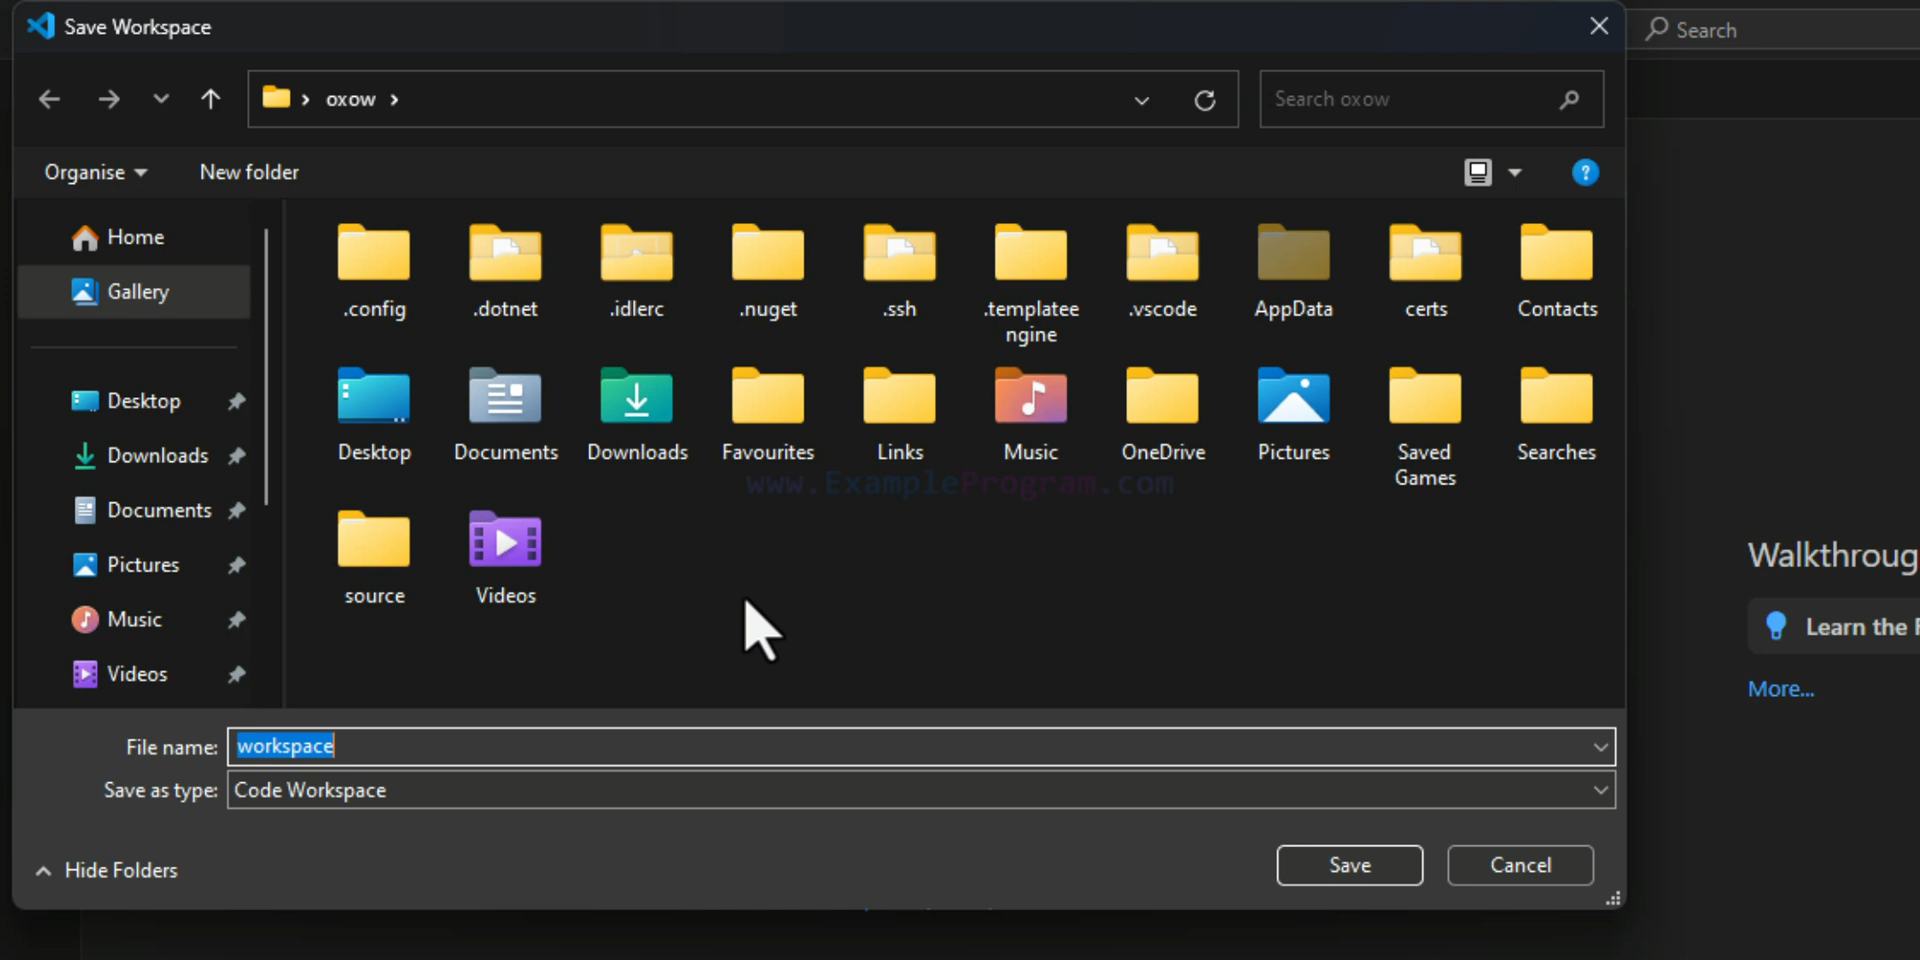 Save Workspace
Search
oxow
Search oxow
Organise
New folder
Home
Gallery
Desktop
Downloads
Documents
Pictures
Music
Videos
.config
.dotnet
.idlerc
.nuget
.ssh
.templatee
ngine
.vscode
AppData
certs
Contacts
Desktop
Documents
Downloads
Favourites
Links
Music
OneDrive
Pictures
Saved
Games
Searches
www.ExampleProgram.com
source
Videos
Walkthroug
Learn the F
More...
File name: workspace
Save as type: Code Workspace
Hide Folders
Save
Cancel